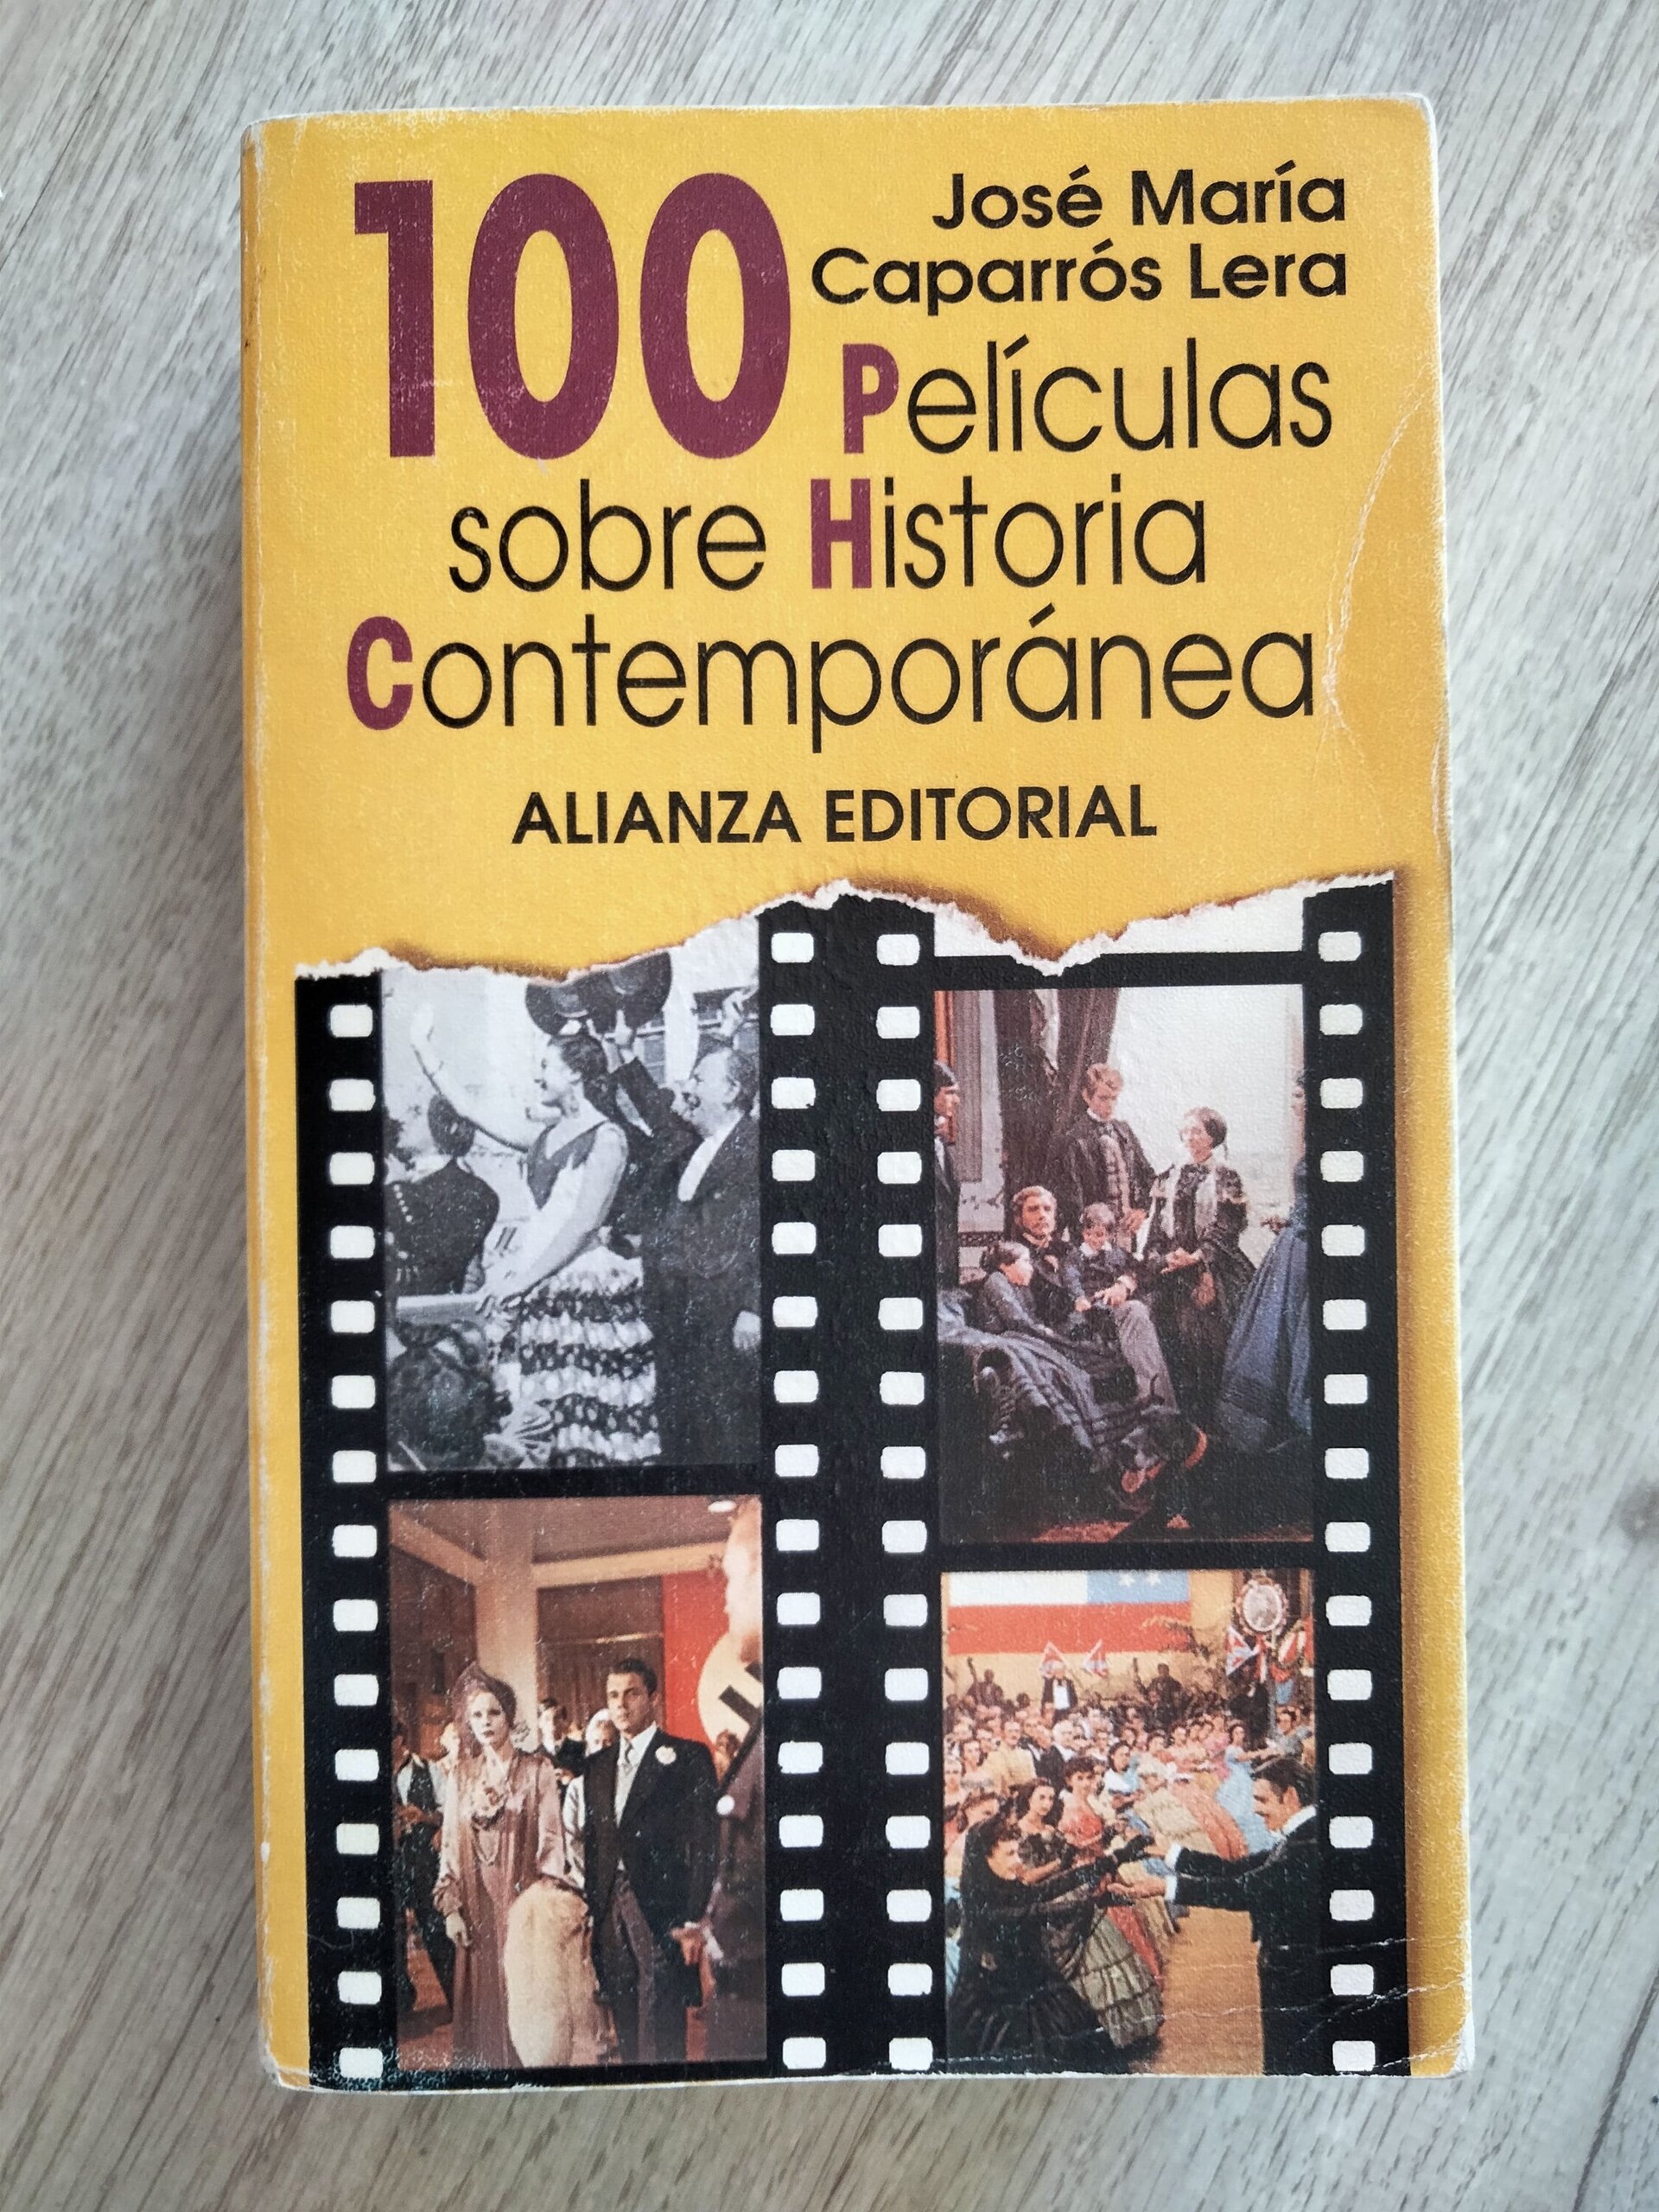 100
José María
Caparrós Lera
Películas
sobre Historia
Contemporánea
ALIANZA EDITORIAL